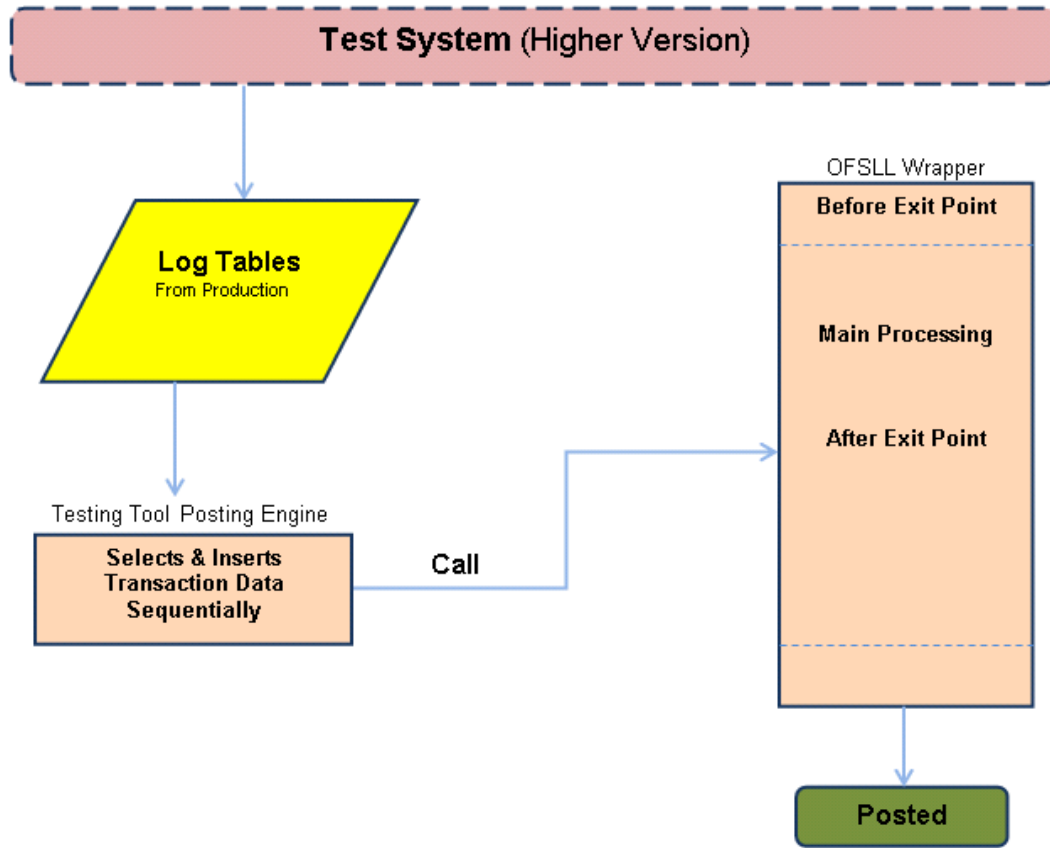 Test System (Higher Version)
Log Tables
From Production
Testing Tool Posting Engine
Selects & Inserts
Transaction Data
Sequentially
Call
OFSLL Wrapper
Before Exit Point
Main Processing
After Exit Point
Posted